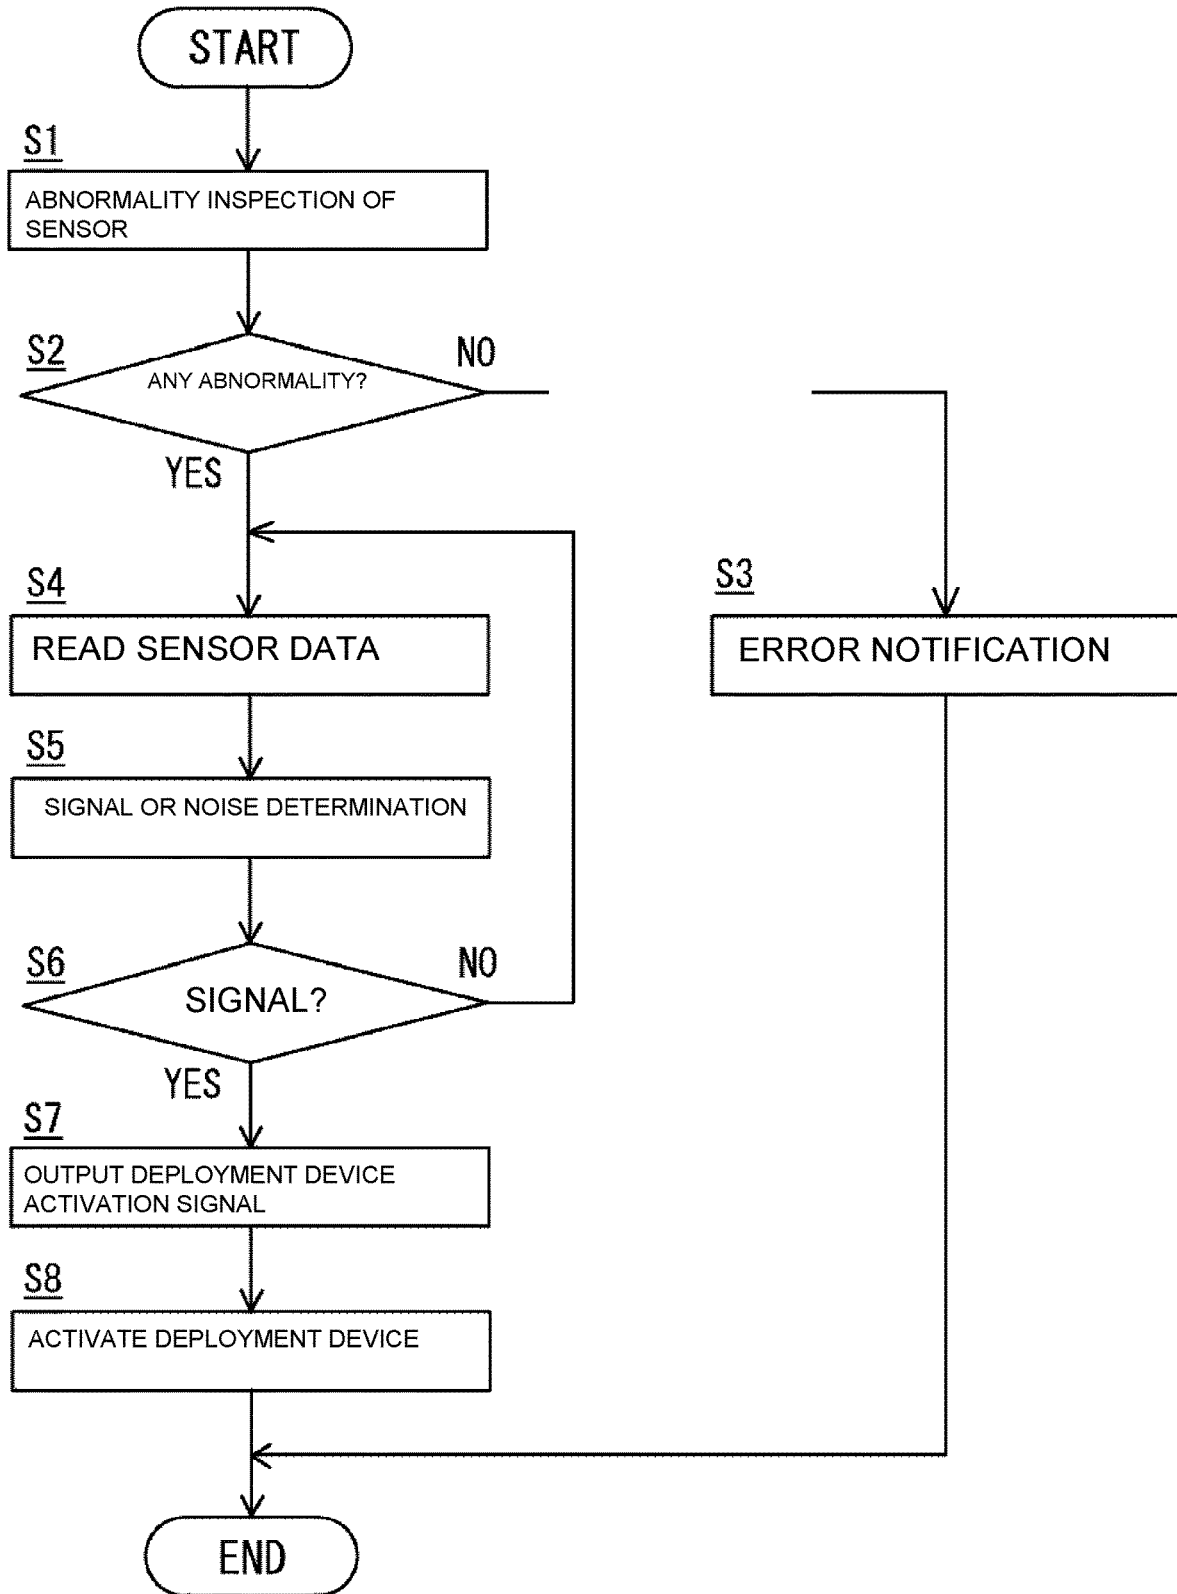 START
S1
ABNORMALITY INSPECTION OF
SENSOR
S2
ANY ABNORMALITY?
NO
YES
S4
READ SENSOR DATA
S3
ERROR NOTIFICATION
S5
SIGNAL OR NOISE DETERMINATION
S6
SIGNAL?
NO
YES
S7
OUTPUT DEPLOYMENT DEVICE
ACTIVATION SIGNAL
S8
ACTIVATE DEPLOYMENT DEVICE
END